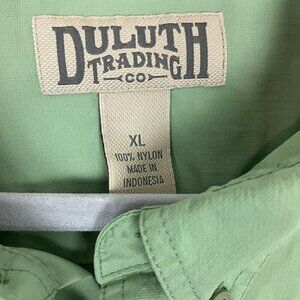 DULUTH
TRADING
CO
XL
100% NYLON
MADE IN
INDONESIA